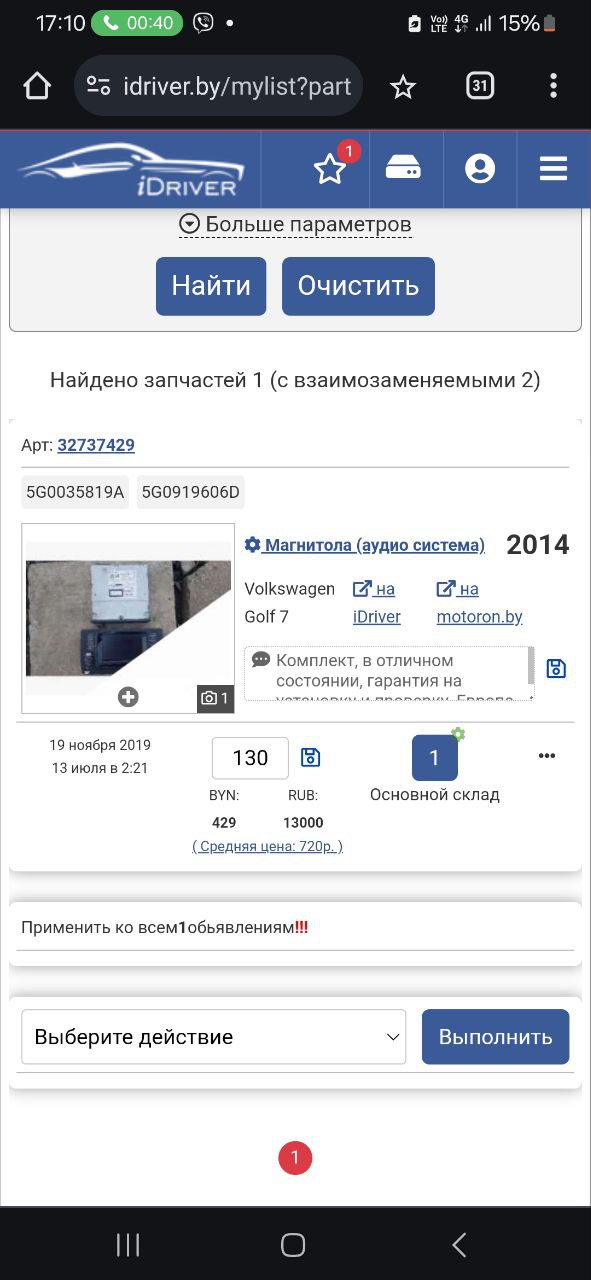 17:10 00:40 Vo) LTE 4G 15%
idriver.by/mylist?part 31
iDRIVER 1
Больше параметров
Найти Очистить
Найдено запчастей 1 (с взаимозаменяемыми 2)
Арт: 32737429
5G0035819A 5G0919606D
Магнитола (аудио система) 2014
Volkswagen на на
Golf 7 iDriver motoron.by
Комплект, в отличном
состоянии, гарантия на
установку и проверку. Европа
1
19 ноября 2019
13 июля в 2:21
130 1
BYN: RUB: Основной склад
429 13000
( Средняя цена: 720р. )
Применить ко всем1обьявлениям!!!
Выберите действие Выполнить
1